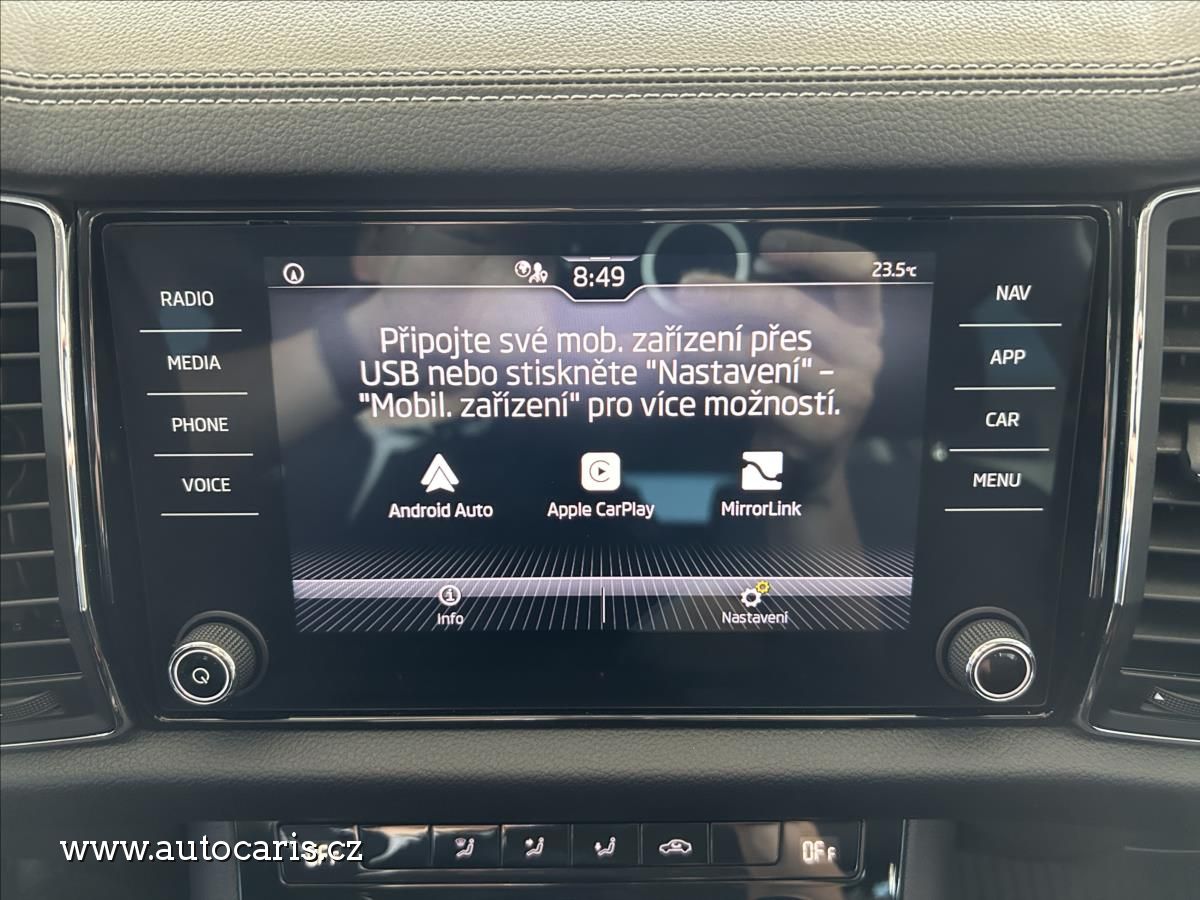 8:49
23.5°C
RADIO
MEDIA
PHONE
VOICE
Připojte své mob. zařízení přes
USB nebo stiskněte "Nastavení" –
"Mobil. zařízení" pro více možností.
Android Auto
Apple CarPlay
MirrorLink
Info
Nastavení
NAV
APP
CAR
MENU
OFF
OFF
www.autocaris.cz